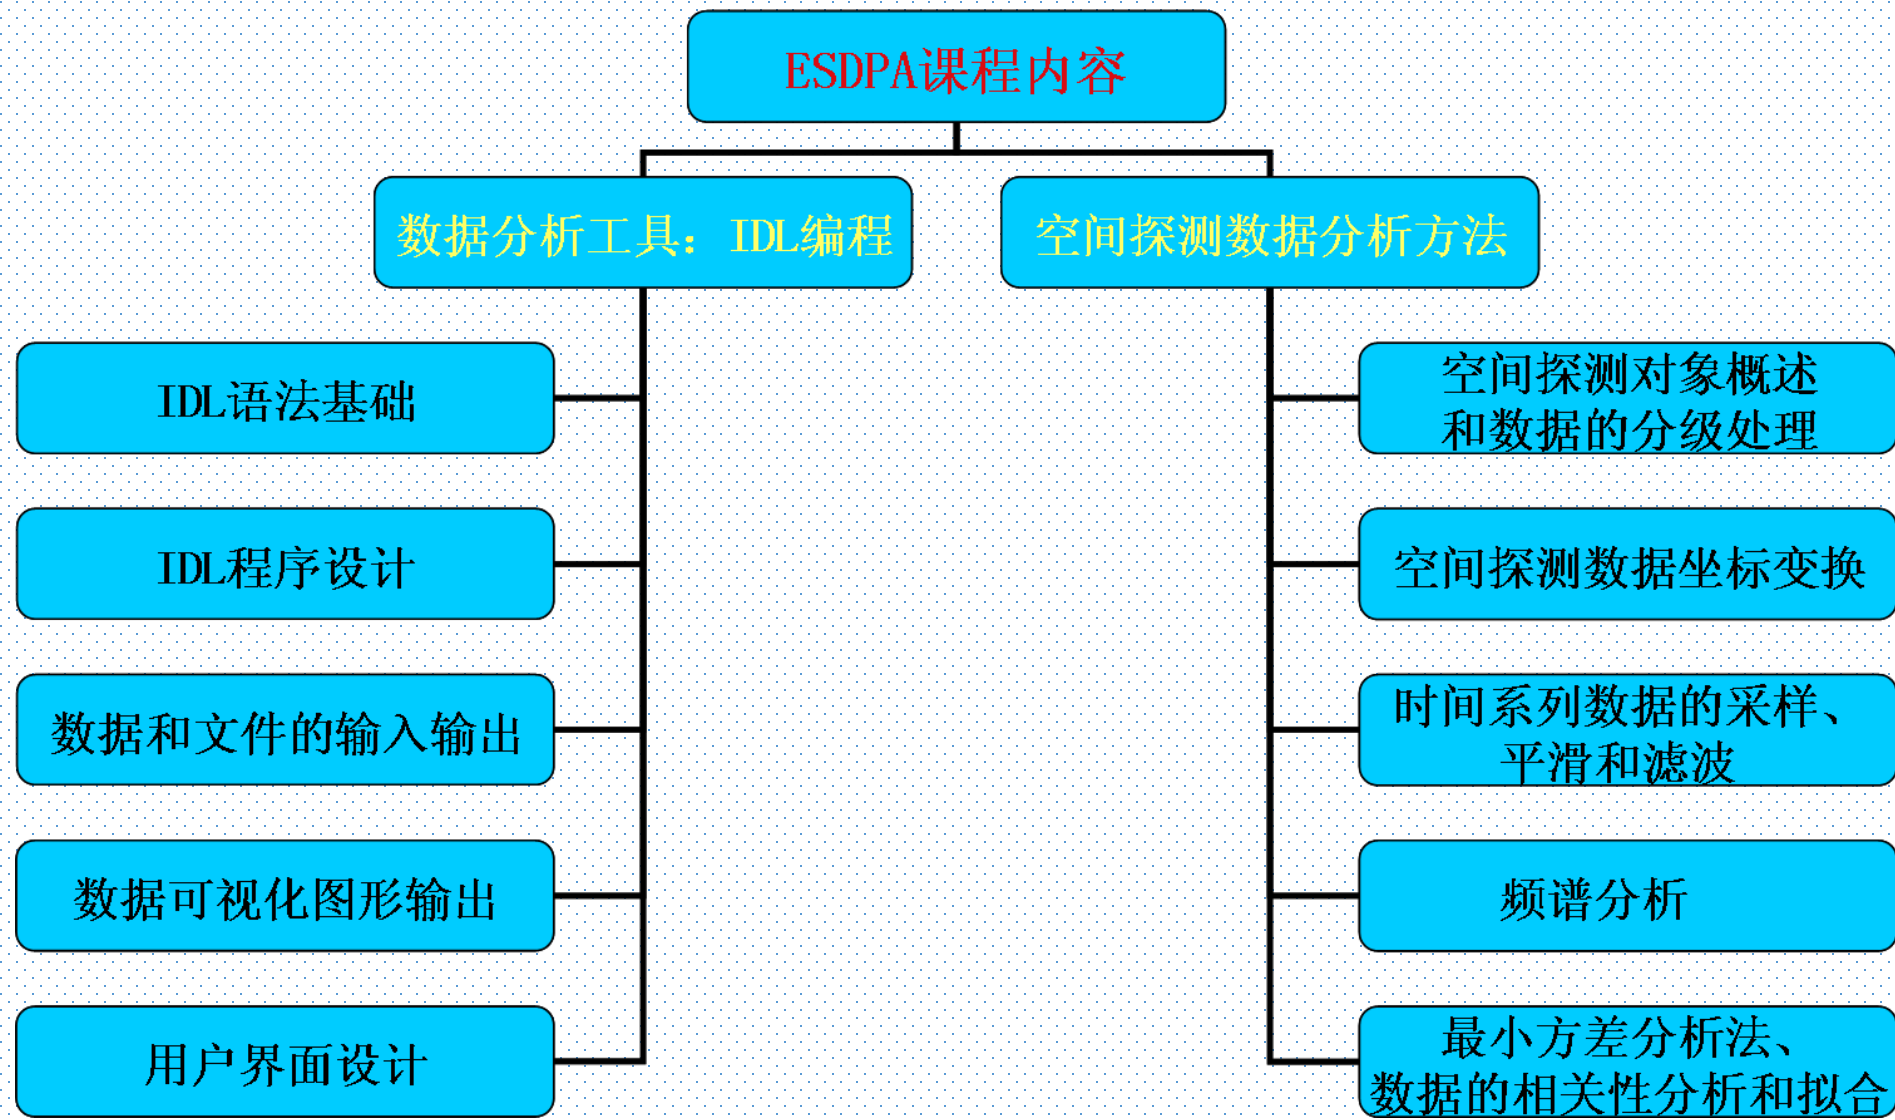 ESDPA课程内容
数据分析工具：IDL编程
空间探测数据分析方法
IDL语法基础
IDL程序设计
数据和文件的输入输出
数据可视化图形输出
用户界面设计
空间探测对象概述
和数据的分级处理
空间探测数据坐标变换
时间系列数据的采样、
平滑和滤波
频谱分析
最小方差分析法、
数据的相关性分析和拟合